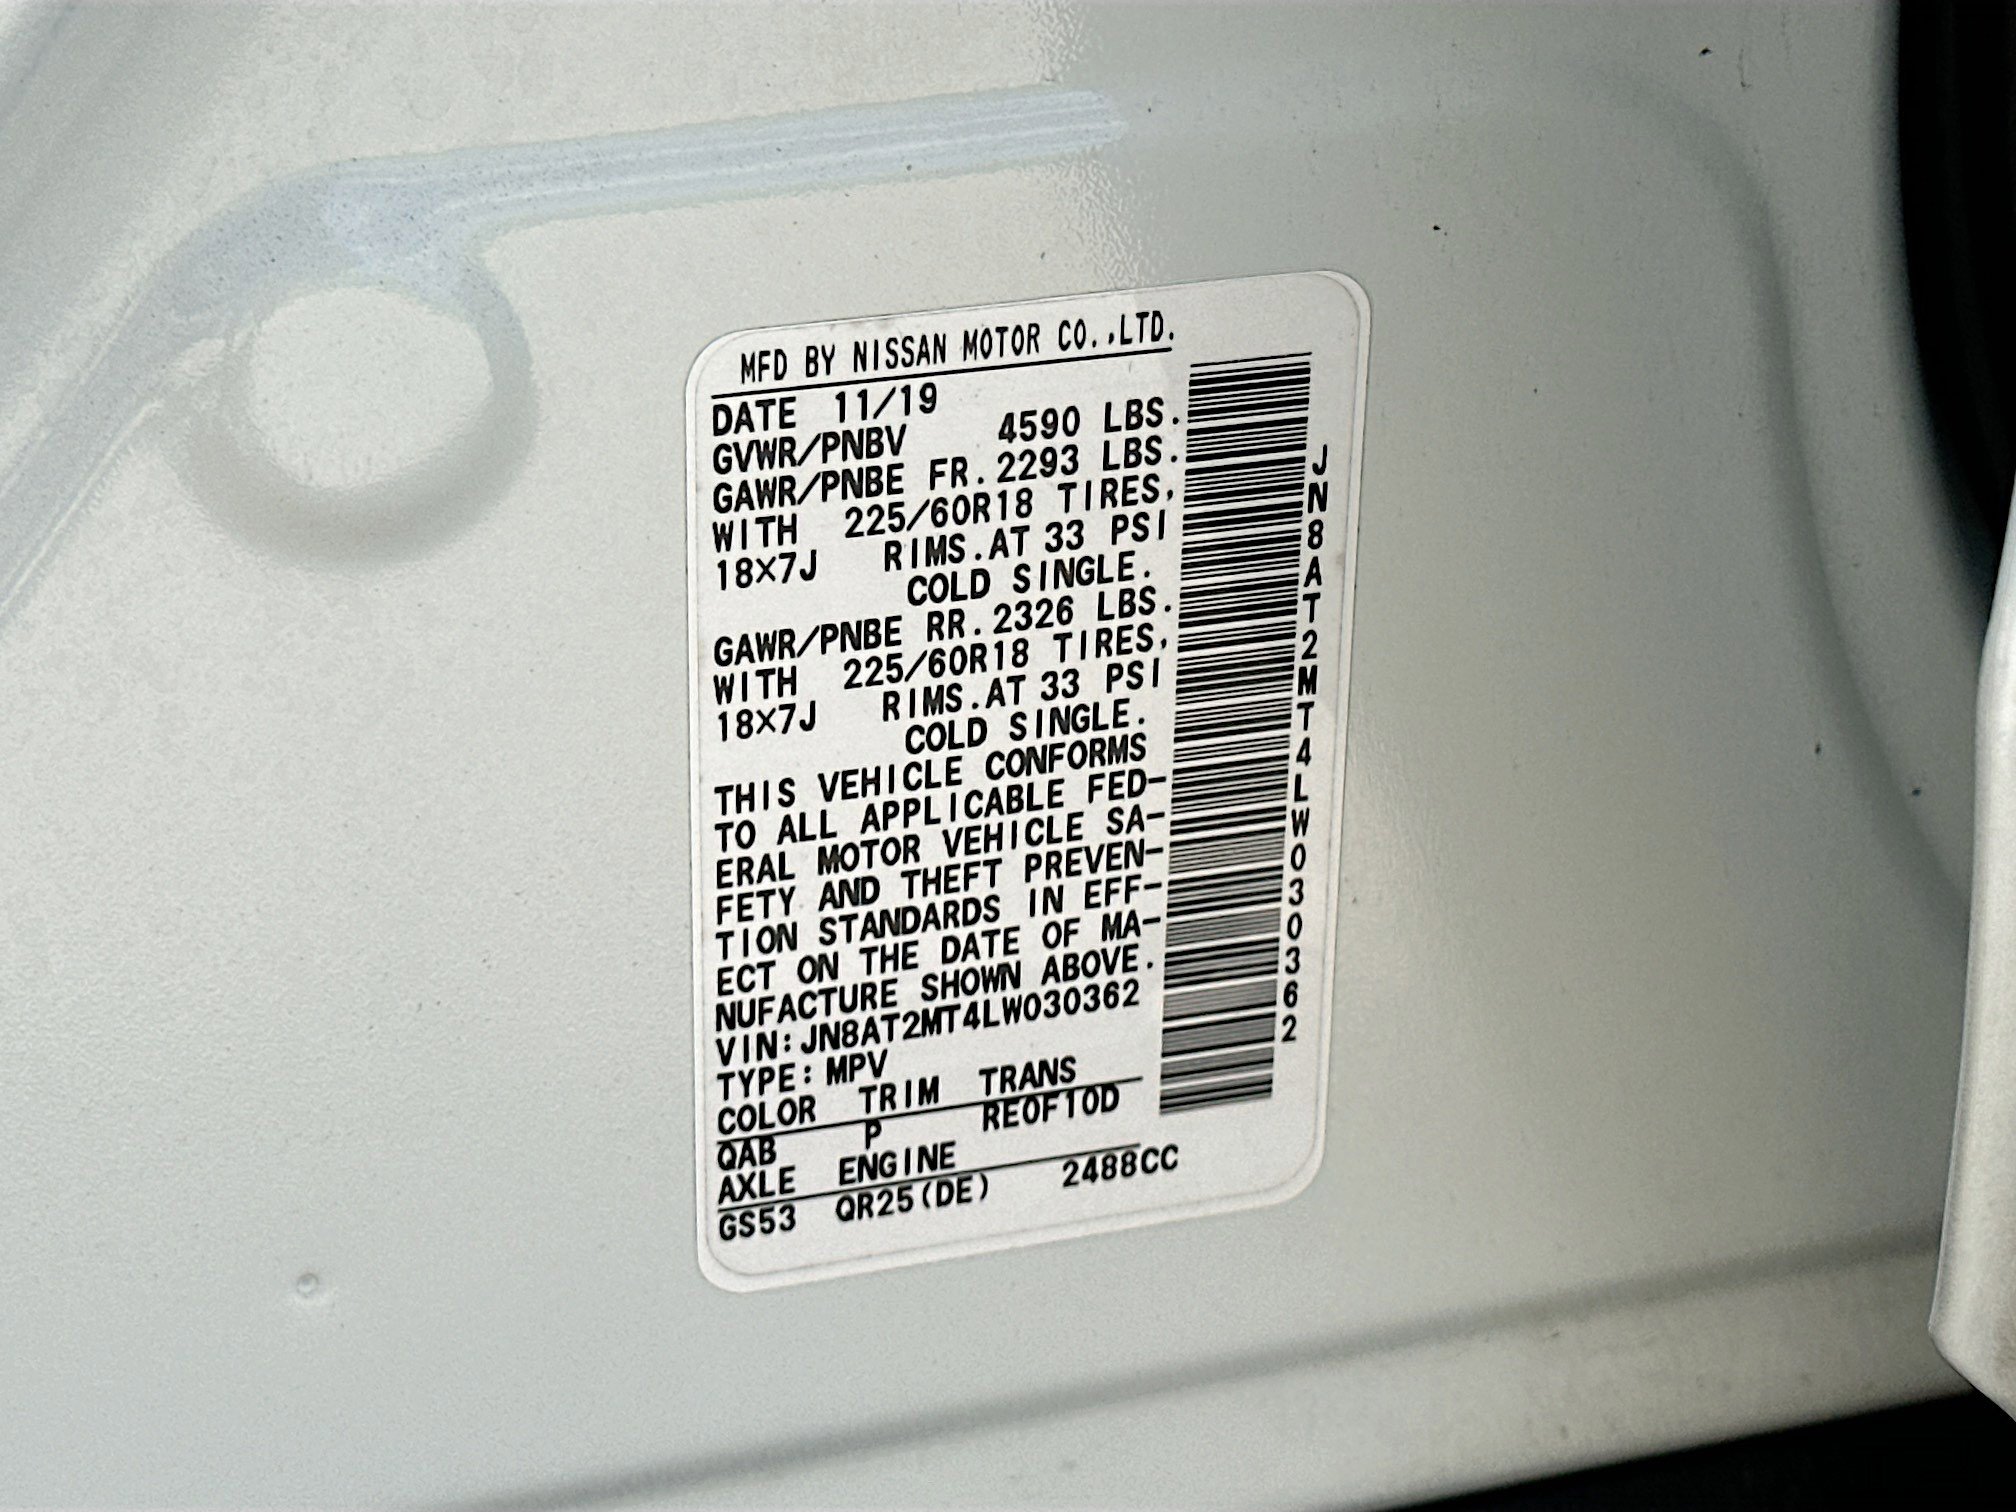 MFD BY NISSAN MOTOR CO.,LTD.
DATE 11/19
GVWR/PNBV 4590 LBS.
GAWR/PNBE FR.2293 LBS.
WITH 225/60R18 TIRES,
18X7J RIMS.AT 33 PSI
COLD SINGLE.
GAWR/PNBE RR.2326 LBS.
WITH 225/60R18 TIRES,
18X7J RIMS.AT 33 PSI
COLD SINGLE.
THIS VEHICLE CONFORMS
TO ALL APPLICABLE FED-
ERAL MOTOR VEHICLE SA-
FETY AND THEFT PREVEN-
TION STANDARDS IN EFF-
ECT ON THE DATE OF MA-
NUFACTURE SHOWN ABOVE.
VIN:JN8AT2MT4LW030362
TYPE:MPV
COLOR TRIM TRANS
QAB P RE0F10D
AXLE ENGINE
GS53 QR25(DE) 2488CC
JN8AT2MT4LW030362